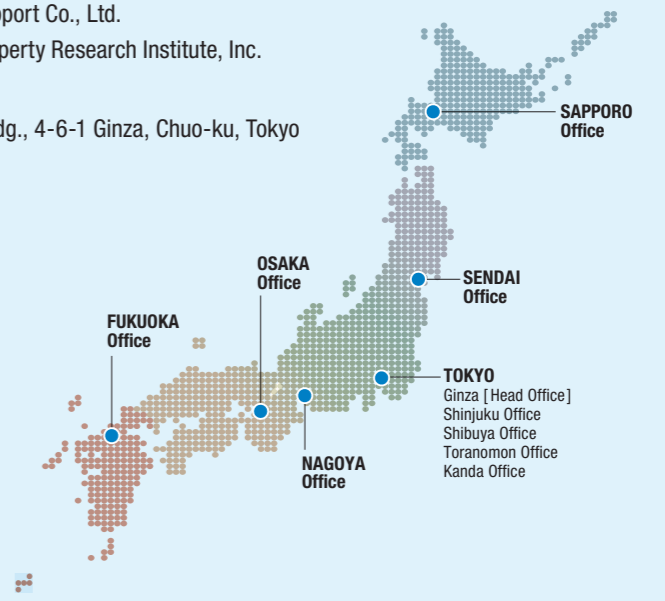 port Co., Ltd.
perty Research Institute, Inc.
dg., 4-6-1 Ginza, Chuo-ku, Tokyo
SAPPORO
Office
OSAKA
Office
SENDAI
Office
FUKUOKA
Office
TOKYO
Ginza [Head Office]
Shinjuku Office
Shibuya Office
Toranomon Office
Kanda Office
NAGOYA
Office